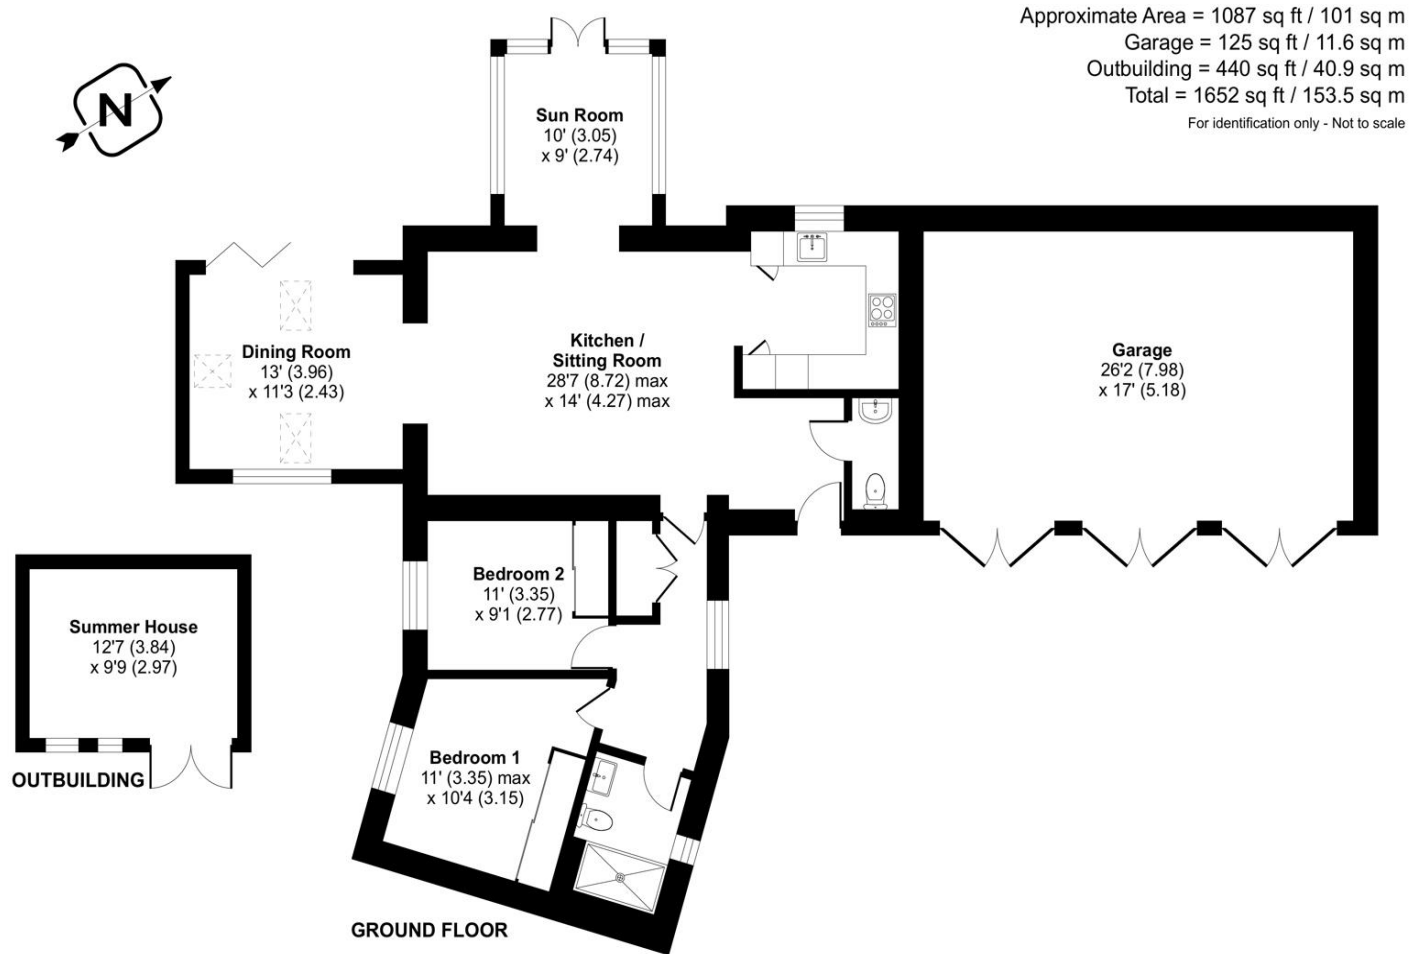 Approximate Area = 1087 sq ft / 101 sq m
Garage = 125 sq ft / 11.6 sq m
Outbuilding = 440 sq ft / 40.9 sq m
Total = 1652 sq ft / 153.5 sq m
For identification only - Not to scale
N
Sun Room
10' (3.05)
x 9' (2.74)
Dining Room
13' (3.96)
x 11'3 (2.43)
Kitchen /
Sitting Room
28'7 (8.72) max
x 14' (4.27) max
Garage
26'2 (7.98)
x 17' (5.18)
Bedroom 2
11' (3.35)
x 9'1 (2.77)
Summer House
12'7 (3.84)
x 9'9 (2.97)
OUTBUILDING
Bedroom 1
11' (3.35) max
x 10'4 (3.15)
GROUND FLOOR